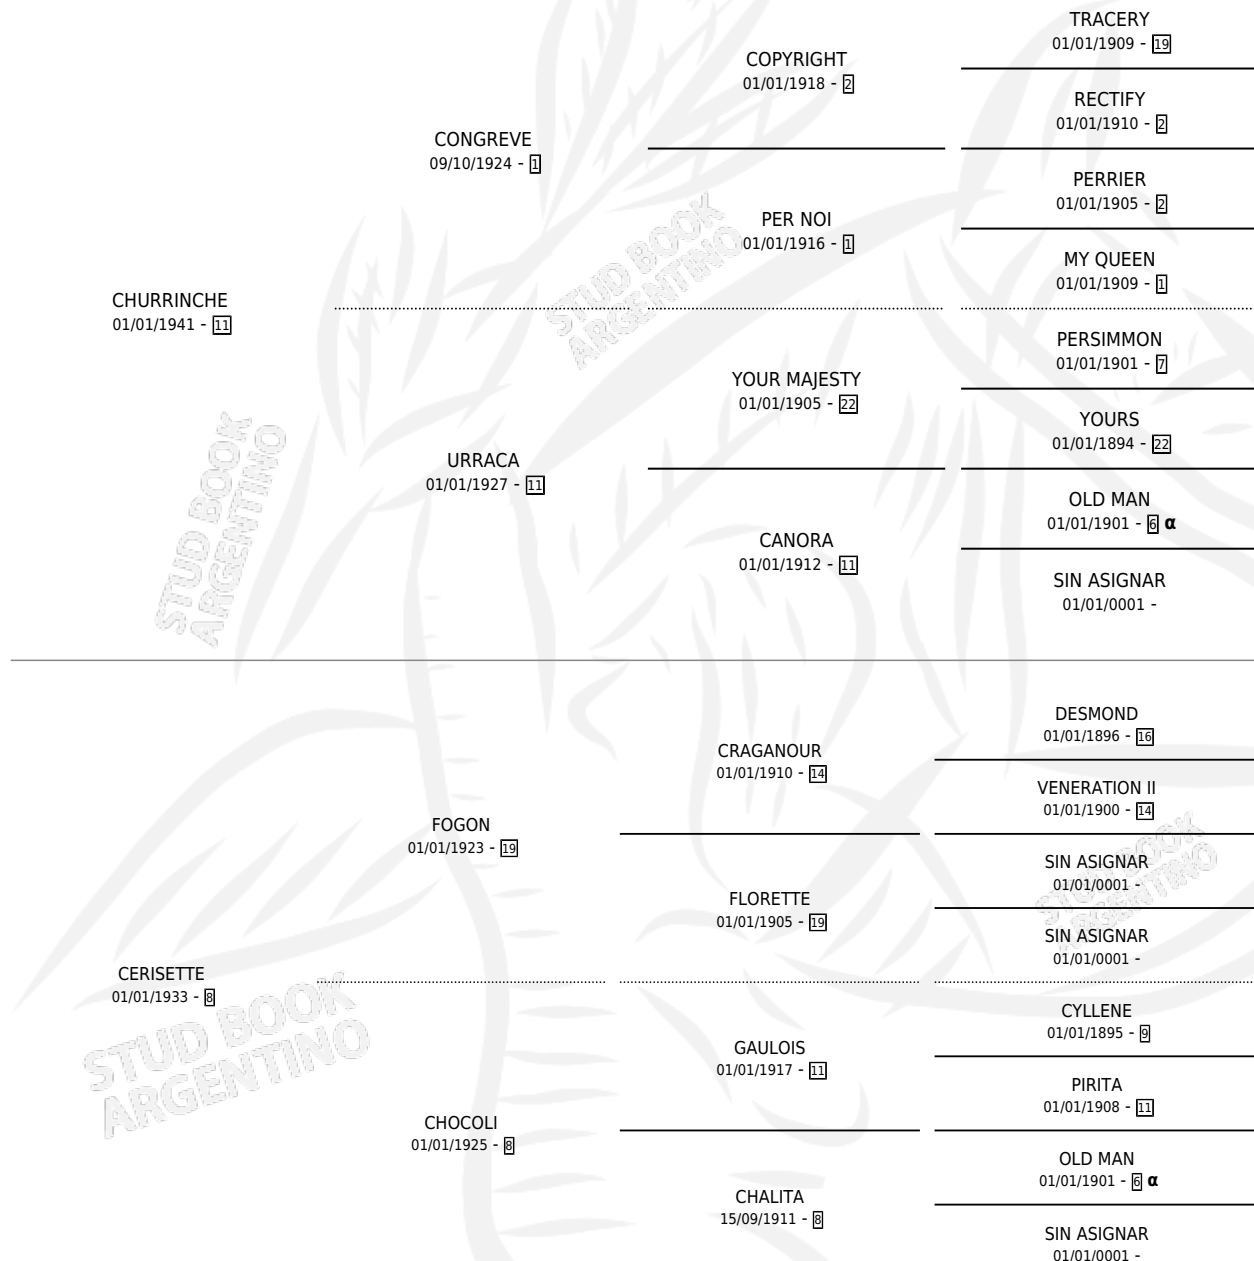 TRACERY
01/01/1909 - 19
COPYRIGHT
01/01/1918 - 2
RECTIFY
01/01/1910 - 2
CONGREVE
09/10/1924 - 1
PERRIER
01/01/1905 - 2
PER NOI
01/01/1916 - 1
MY QUEEN
01/01/1909 - 1
CHURRINCHE
01/01/1941 - 11
STUD BOOK
ARGENTINO
PERSIMMON
01/01/1901 - 7
YOUR MAJESTY
01/01/1905 - 22
YOURS
01/01/1894 - 22
URRACA
01/01/1927 - 11
OLD MAN
01/01/1901 - 6 α
CANORA
01/01/1912 - 11
SIN ASIGNAR
01/01/0001 -
STUD BOOK
ARGENTINO
DESMOND
01/01/1896 - 16
CRAGANOUR
01/01/1910 - 14
VENERATION II
01/01/1900 - 14
FOGON
01/01/1923 - 19
SIN ASIGNAR
01/01/0001 -
FLORETTE
01/01/1905 - 19
SIN ASIGNAR
01/01/0001 -
STUD BOOK
ARGENTINO
CERISETTE
01/01/1933 - 8
CYLLENE
01/01/1895 - 9
GAULOIS
01/01/1917 - 11
PIRITA
01/01/1908 - 11
CHOCOLI
01/01/1925 - 8
OLD MAN
01/01/1901 - 6 α
CHALITA
15/09/1911 - 8
SIN ASIGNAR
01/01/0001 -
STUD BOOK
ARGENTINO